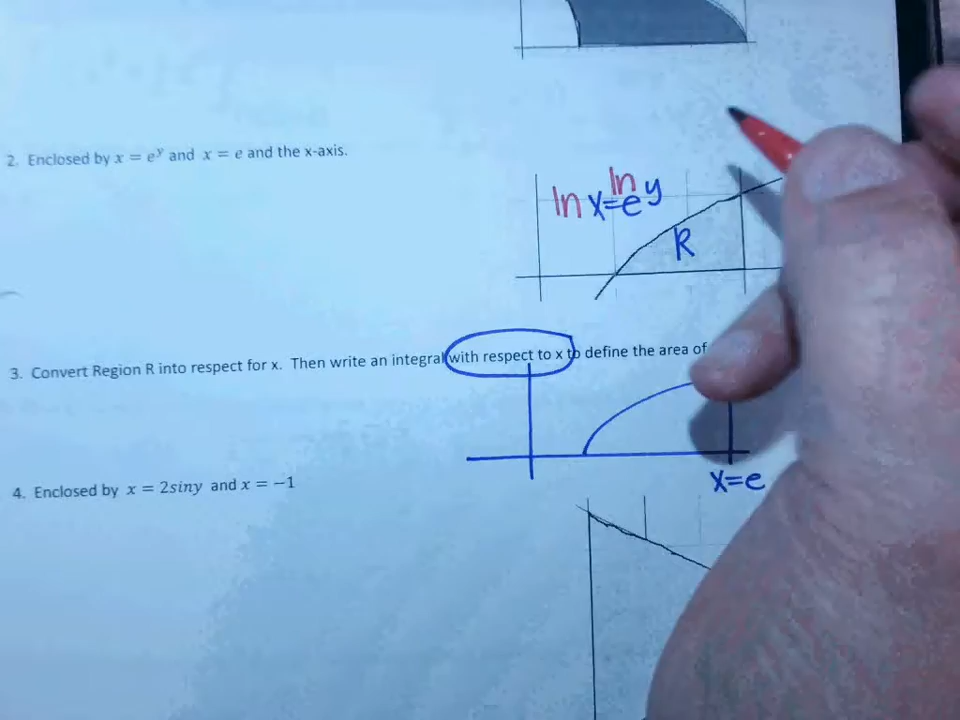 2. Enclosed by x = e^y and x = e and the x-axis.
ln x=e^ln y
R
3. Convert Region R into respect for x. Then write an integral with respect to x to define the area of
x=e
4. Enclosed by x = 2siny and x = −1